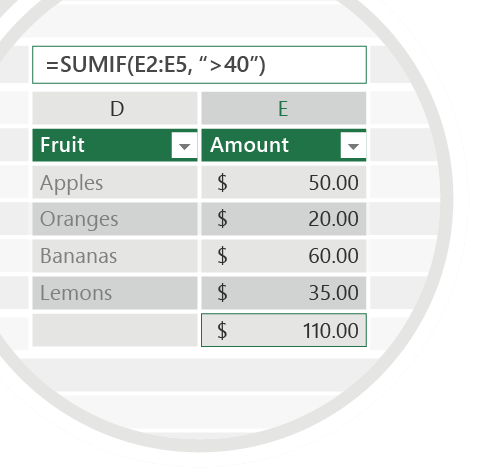 =SUMIF(E2:E5, “>40”)
D E
Fruit Amount
Apples $ 50.00
Oranges $ 20.00
Bananas $ 60.00
Lemons $ 35.00
$ 110.00